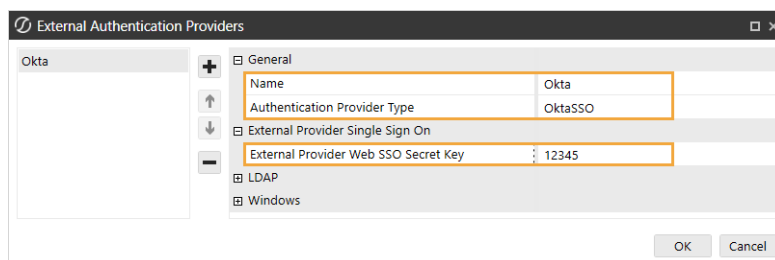 External Authentication Providers
Okta
General
Name Okta
Authentication Provider Type OktaSSO
External Provider Single Sign On
External Provider Web SSO Secret Key 12345
LDAP
Windows
OK Cancel